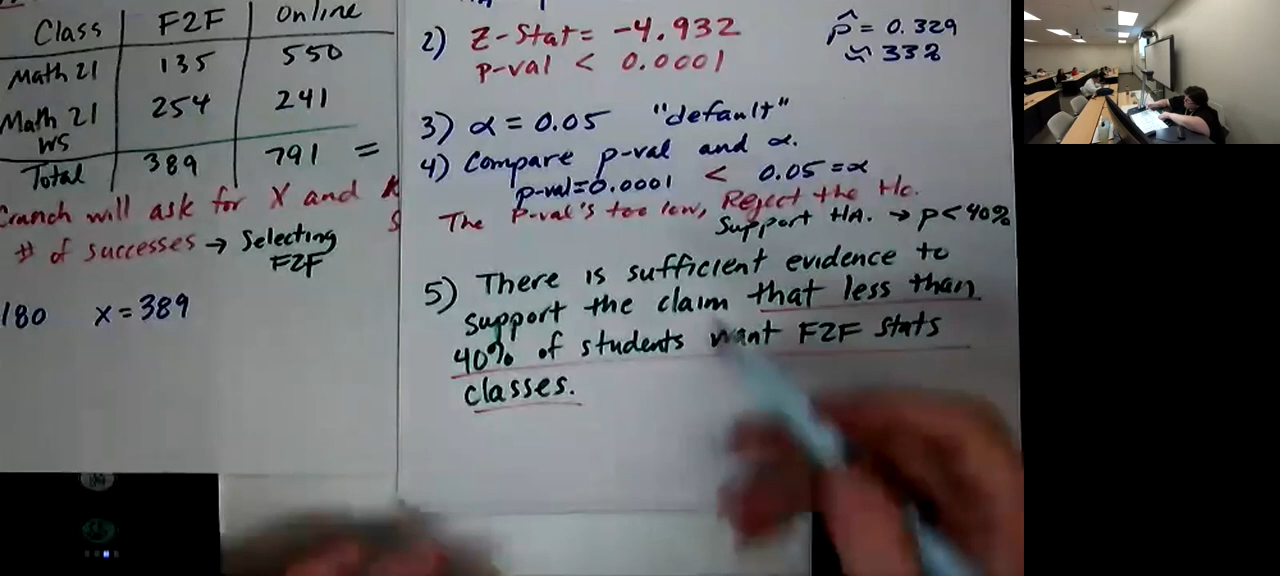 Class F2F Online
Math 21 135 550
Math 21 WS 254 241
Total 389 791 =
Crunch will ask for X and
# of successes → Selecting
F2F
180 x = 389
2) Z-Stat = -4.932
p-val < 0.0001
p̂ = 0.329
≈ 33%
3) α = 0.05 "default"
4) Compare p-val and α.
p-val=0.0001 < 0.05=α
The P-val's too low, Reject the Ho.
Support HA. → p<40%
5) There is sufficient evidence to
support the claim that less than
40% of students want F2F Stats
classes.